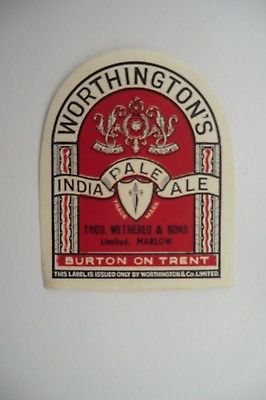 WORTHINGTON'S
INDIA PALE ALE
TRADE MARK
THOS. WETHERED & SONS
Limited, MARLOW
BURTON ON TRENT
THIS LABEL IS ISSUED ONLY BY WORTHINGTON & Co. LIMITED.